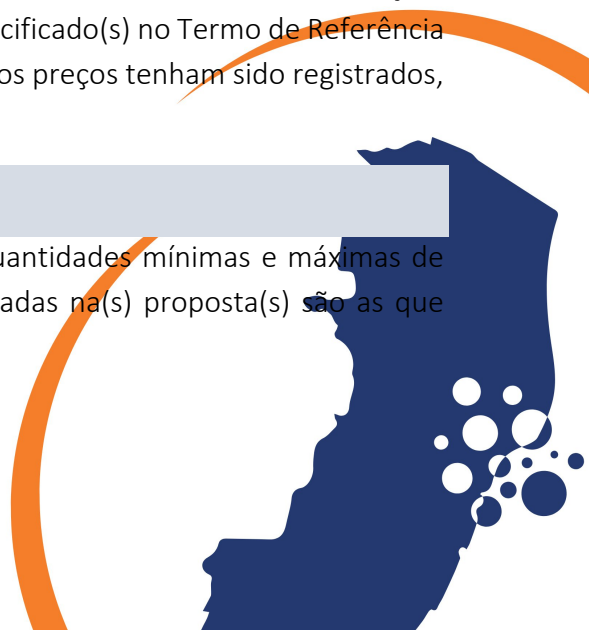 cificado(s) no Termo de Referência
os preços tenham sido registrados,
uantidades mínimas e máximas de
adas na(s) proposta(s) são as que